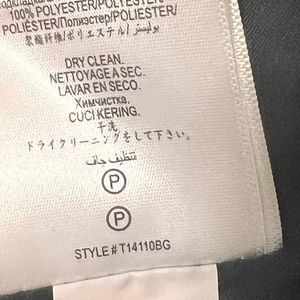 100% POLYESTER/POLYESTER/
POLIÉSTER/Полиэстер/POLIÉSTER/
聚酯纤维/ポリエステル/بوليستر
DRY CLEAN.
NETTOYAGE A SEC.
LAVAR EN SECO.
Химчистка.
CUCI KERING.
干洗
ドライクリーニングをして下さい。
تنظيف جاف
P
P
STYLE # T14110BG